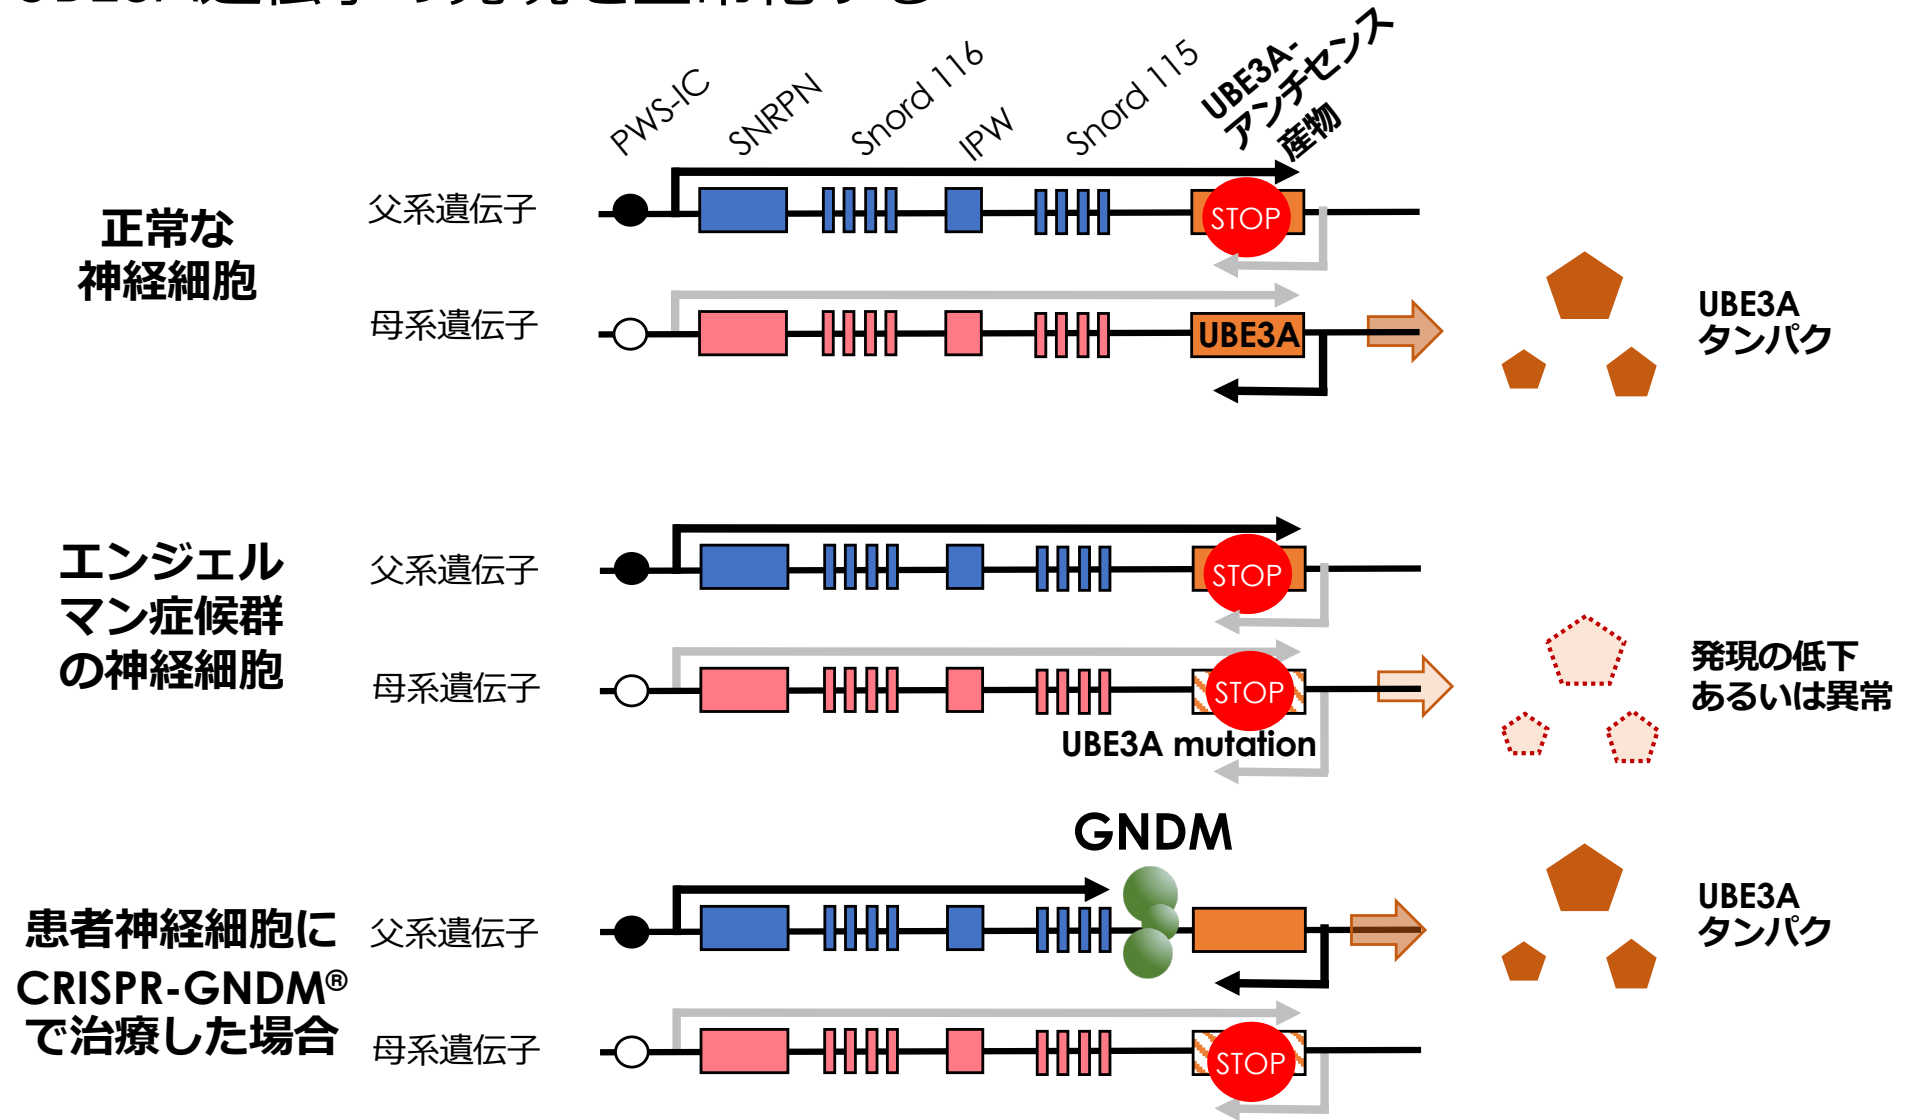 PWS-IC
SNRPN
Snord 116
IPW
Snord 115
UBE3A-
アンチセンス
産物
正常な
神経細胞
父系遺伝子
STOP
母系遺伝子
UBE3A
UBE3A
タンパク
エンジェル
マン症候群
の神経細胞
父系遺伝子
STOP
母系遺伝子
STOP
UBE3A mutation
発現の低下
あるいは異常
GNDM
患者神経細胞に
CRISPR-GNDM®
で治療した場合
父系遺伝子
UBE3A
タンパク
母系遺伝子
STOP